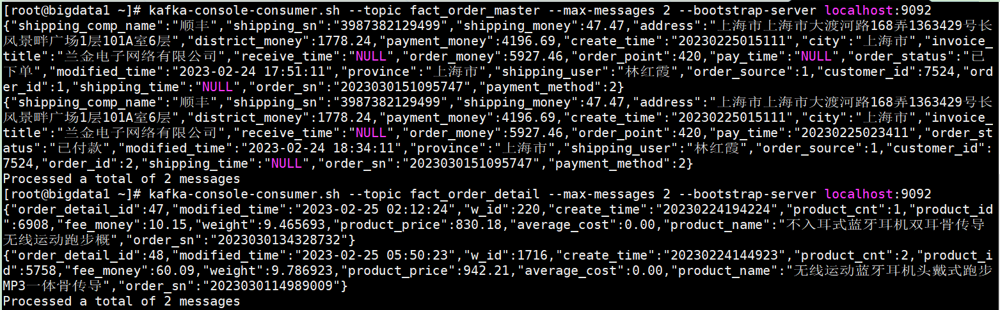 [root@bigdata1 ~]# kafka-console-consumer.sh --topic fact_order_master --max-messages 2 --bootstrap-server localhost:9092
{"shipping_comp_name":"顺丰","shipping_sn":"3987382129499","shipping_money":47.47,"address":"上海市上海市大渡河路168弄1363429号长
风景畔广场1层101A室6层","district_money":1778.24,"payment_money":4196.69,"create_time":"20230225015111","city":"上海市","invoice_
title":"兰金电子网络有限公司","receive_time":"NULL","order_money":5927.46,"order_point":420,"pay_time":"NULL","order_status":"已
下单","modified_time":"2023-02-24 17:51:11","province":"上海市","shipping_user":"林红霞","order_source":1,"customer_id":7524,"ord
er_id":1,"shipping_time":"NULL","order_sn":"2023030151095747","payment_method":2}
{"shipping_comp_name":"顺丰","shipping_sn":"3987382129499","shipping_money":47.47,"address":"上海市上海市大渡河路168弄1363429号长
风景畔广场1层101A室6层","district_money":1778.24,"payment_money":4196.69,"create_time":"20230225015111","city":"上海市","invoice_
title":"兰金电子网络有限公司","receive_time":"NULL","order_money":5927.46,"order_point":420,"pay_time":"20230225023411","order_st
atus":"已付款","modified_time":"2023-02-24 18:34:11","province":"上海市","shipping_user":"林红霞","order_source":1,"customer_id":
7524,"order_id":2,"shipping_time":"NULL","order_sn":"2023030151095747","payment_method":2}
Processed a total of 2 messages
[root@bigdata1 ~]# kafka-console-consumer.sh --topic fact_order_detail --max-messages 2 --bootstrap-server localhost:9092
{"order_detail_id":47,"modified_time":"2023-02-25 02:12:24","w_id":220,"create_time":"20230224194224","product_cnt":1,"product_id
":6908,"fee_money":10.15,"weight":9.465693,"product_price":830.18,"average_cost":0.00,"product_name":"不入耳式蓝牙耳机双耳骨传导
无线运动跑步概","order_sn":"2023030134328732"}
{"order_detail_id":48,"modified_time":"2023-02-25 05:50:23","w_id":1716,"create_time":"20230224144923","product_cnt":2,"product_i
d":5758,"fee_money":60.09,"weight":9.786923,"product_price":942.21,"average_cost":0.00,"product_name":"无线运动蓝牙耳机头戴式跑步
MP3一体骨传导","order_sn":"2023030114989009"}
Processed a total of 2 messages